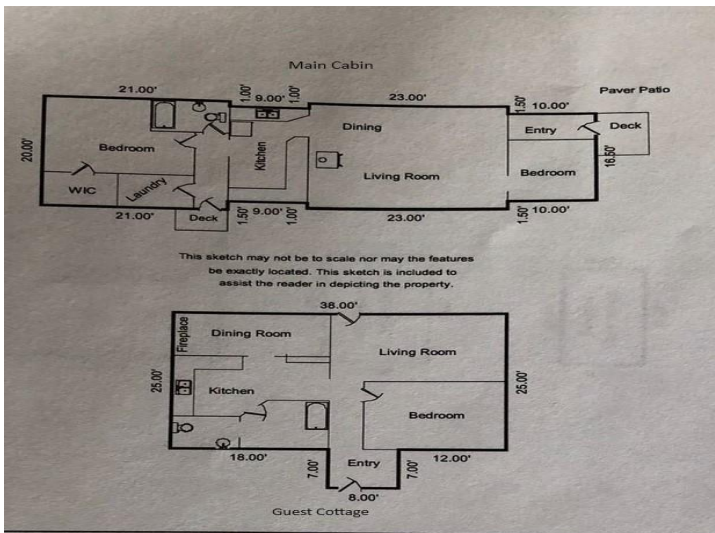 Main Cabin
21.00' 1.00' 9.00' 1.00' 23.00' 1.50' 10.00' Paver Patio
Dining Entry Deck
20.00' Bedroom Kitchen Living Room Bedroom 16.50'
WIC Laundry
21.00' Deck 1.50' 9.00' 1.00' 23.00' 1.50' 10.00'
This sketch may not be to scale nor may the features
be exactly located. This sketch is included to
assist the reader in depicting the property.
38.00'
Fireplace Dining Room Living Room
25.00' Kitchen 25.00'
Bedroom
18.00' 7.00' Entry 7.00' 12.00'
8.00'
Guest Cottage